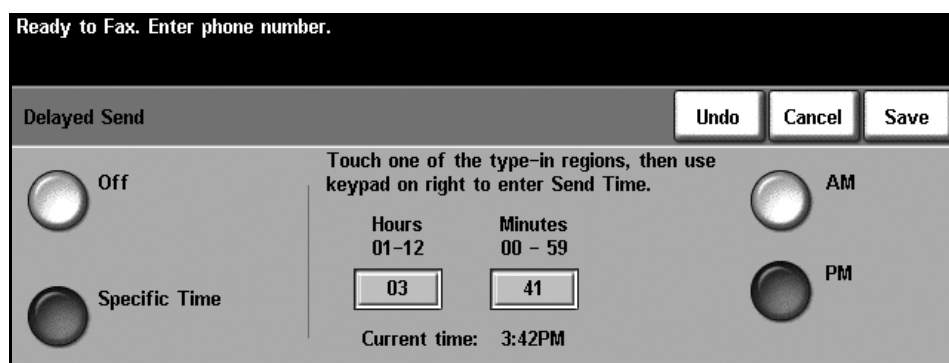 Ready to Fax. Enter phone number.
Delayed Send
Undo
Cancel
Save
Off
Specific Time
Touch one of the type-in regions, then use
keypad on right to enter Send Time.
Hours
01-12
03
Minutes
00 - 59
41
Current time: 3:42PM
AM
PM